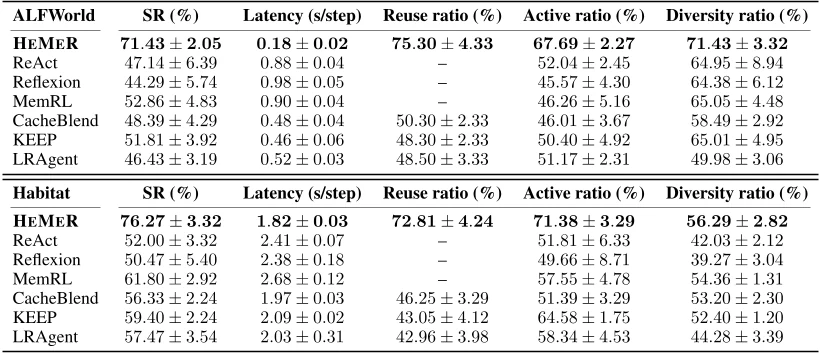 ALFWorld SR (%) Latency (s/step) Reuse ratio (%) Active ratio (%) Diversity ratio (%)
HEMER 71.43 ± 2.05 0.18 ± 0.02 75.30 ± 4.33 67.69 ± 2.27 71.43 ± 3.32
ReAct 47.14 ± 6.39 0.88 ± 0.04 – 52.04 ± 2.45 64.95 ± 8.94
Reflexion 44.29 ± 5.74 0.98 ± 0.05 – 45.57 ± 4.30 64.38 ± 6.12
MemRL 52.86 ± 4.83 0.90 ± 0.04 – 46.26 ± 5.16 65.05 ± 4.48
CacheBlend 48.39 ± 4.29 0.48 ± 0.04 50.30 ± 2.33 46.01 ± 3.67 58.49 ± 2.92
KEEP 51.81 ± 3.92 0.46 ± 0.06 48.30 ± 2.33 50.40 ± 4.92 65.01 ± 4.95
LRAgent 46.43 ± 3.19 0.52 ± 0.03 48.50 ± 3.33 51.17 ± 2.31 49.98 ± 3.06
Habitat SR (%) Latency (s/step) Reuse ratio (%) Active ratio (%) Diversity ratio (%)
HEMER 76.27 ± 3.32 1.82 ± 0.03 72.81 ± 4.24 71.38 ± 3.29 56.29 ± 2.82
ReAct 52.00 ± 3.32 2.41 ± 0.07 – 51.81 ± 6.33 42.03 ± 2.12
Reflexion 50.47 ± 5.40 2.38 ± 0.18 – 49.66 ± 8.71 39.27 ± 3.04
MemRL 61.80 ± 2.92 2.68 ± 0.12 – 57.55 ± 4.78 54.36 ± 1.31
CacheBlend 56.33 ± 2.24 1.97 ± 0.03 46.25 ± 3.29 51.39 ± 3.29 53.20 ± 2.30
KEEP 59.40 ± 2.24 2.09 ± 0.02 43.05 ± 4.12 64.58 ± 1.75 52.40 ± 1.20
LRAgent 57.47 ± 3.54 2.03 ± 0.31 42.96 ± 3.98 58.34 ± 4.53 44.28 ± 3.39